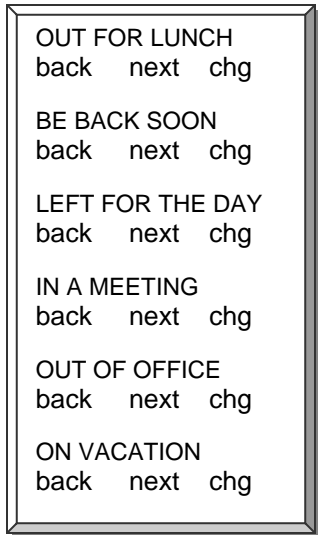 OUT FOR LUNCH
back next chg
BE BACK SOON
back next chg
LEFT FOR THE DAY
back next chg
IN A MEETING
back next chg
OUT OF OFFICE
back next chg
ON VACATION
back next chg